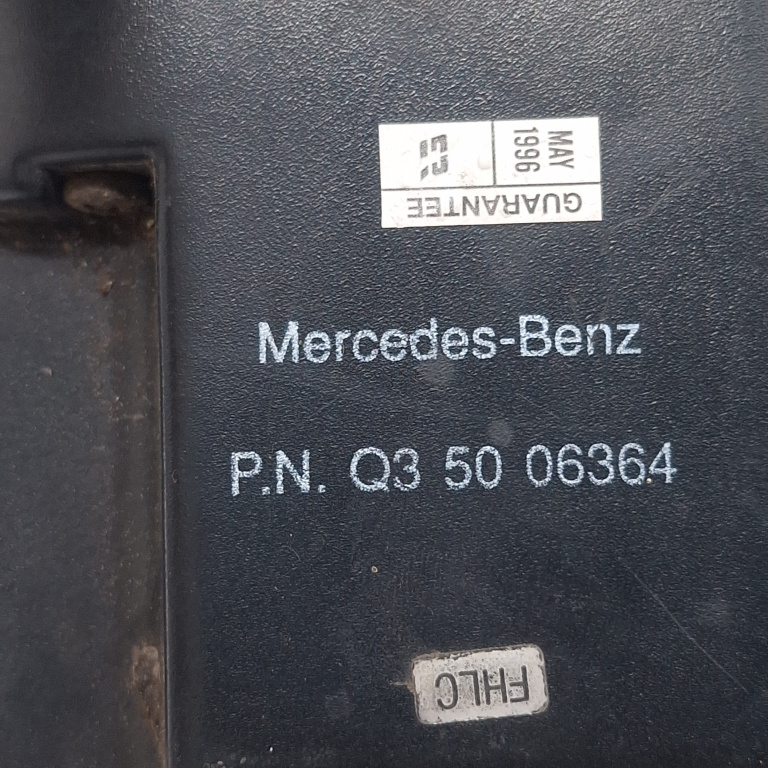 MAY
1996
GUARANTEE
Mercedes-Benz
P.N. Q3 50 06364
FHLC